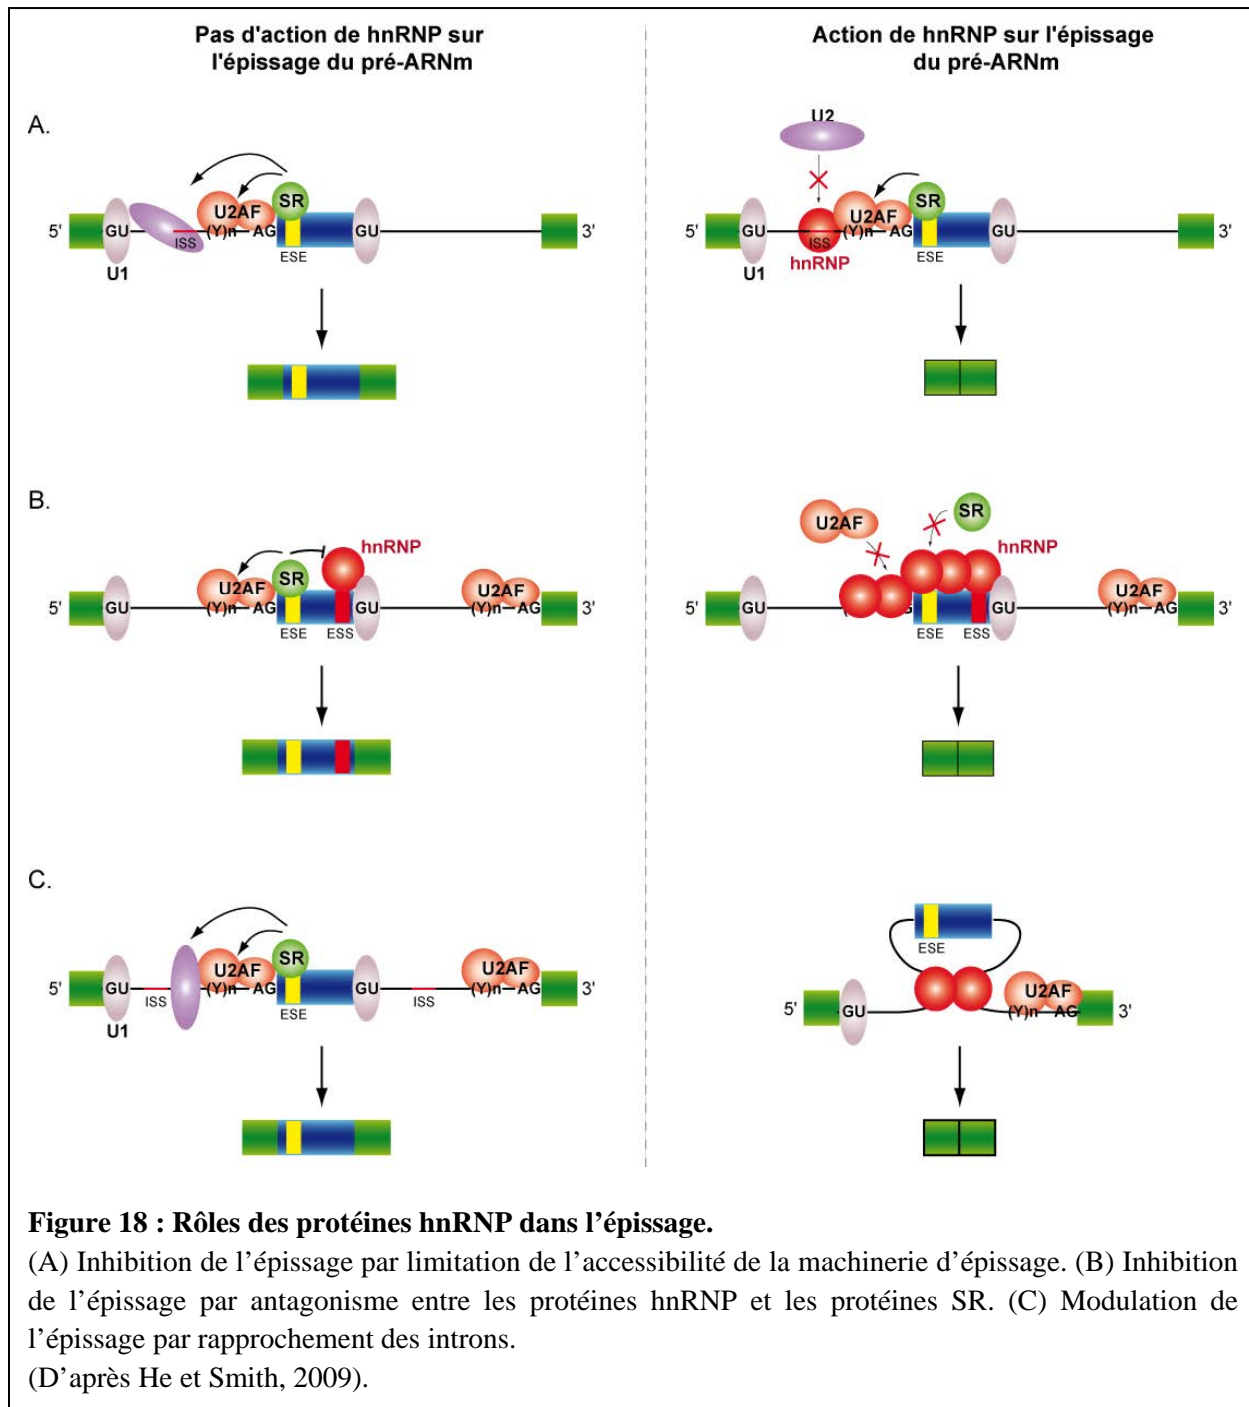 Pas d'action de hnRNP sur
l'épissage du pré-ARNm
Action de hnRNP sur l'épissage
du pré-ARNm
A.
5'
GU
U1
ISS
U2AF
(Y)n
AG
SR
ESE
GU
3'
U2
5'
GU
U1
ISS
hnRNP
U2AF
(Y)n
AG
SR
ESE
GU
3'
B.
5'
GU
U2AF
(Y)n
AG
SR
ESE
hnRNP
ESS
GU
U2AF
(Y)n
AG
3'
5'
GU
U2AF
SR
hnRNP
G
ESE
ESS
GU
U2AF
(Y)n
AG
3'
C.
5'
GU
U1
ISS
U2AF
(Y)n
AG
SR
ESE
GU
ISS
U2AF
(Y)n
AG
3'
ESE
5'
GU
U2AF
(Y)n
AG
3'
Figure 18 : Rôles des protéines hnRNP dans l’épissage.
(A) Inhibition de l’épissage par limitation de l’accessibilité de la machinerie d’épissage. (B) Inhibition
de l’épissage par antagonisme entre les protéines hnRNP et les protéines SR. (C) Modulation de
l’épissage par rapprochement des introns.
(D’après He et Smith, 2009).